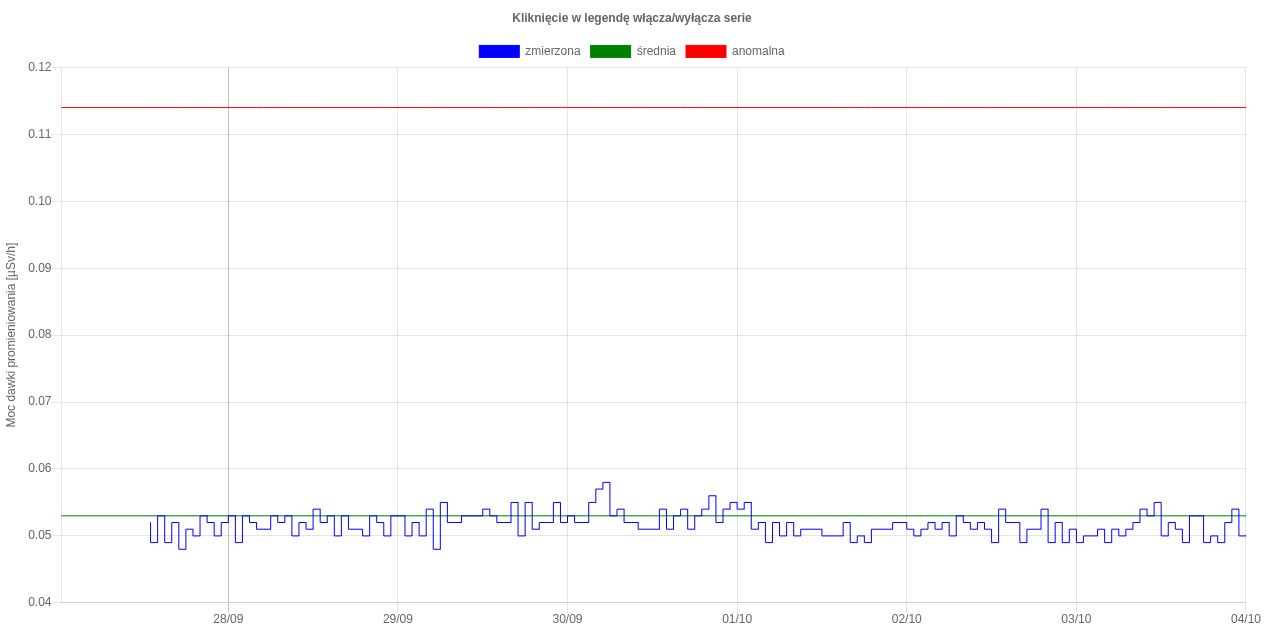 Kliknięcie w legendę włącza/wyłącza serie
zmierzona średnia anomalna
Moc dawki promieniowania [µSv/h]
0.12
0.11
0.10
0.09
0.08
0.07
0.06
0.05
0.04
28/09 29/09 30/09 01/10 02/10 03/10 04/10